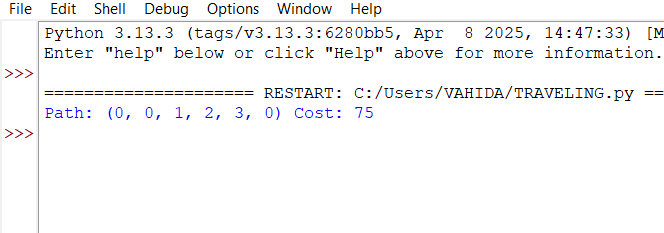 File Edit Shell Debug Options Window Help
Python 3.13.3 (tags/v3.13.3:6280bb5, Apr  8 2025, 14:47:33) [M
Enter "help" below or click "Help" above for more information.
>>>
===================== RESTART: C:/Users/VAHIDA/TRAVELING.py ==
Path: (0, 0, 1, 2, 3, 0) Cost: 75
>>>